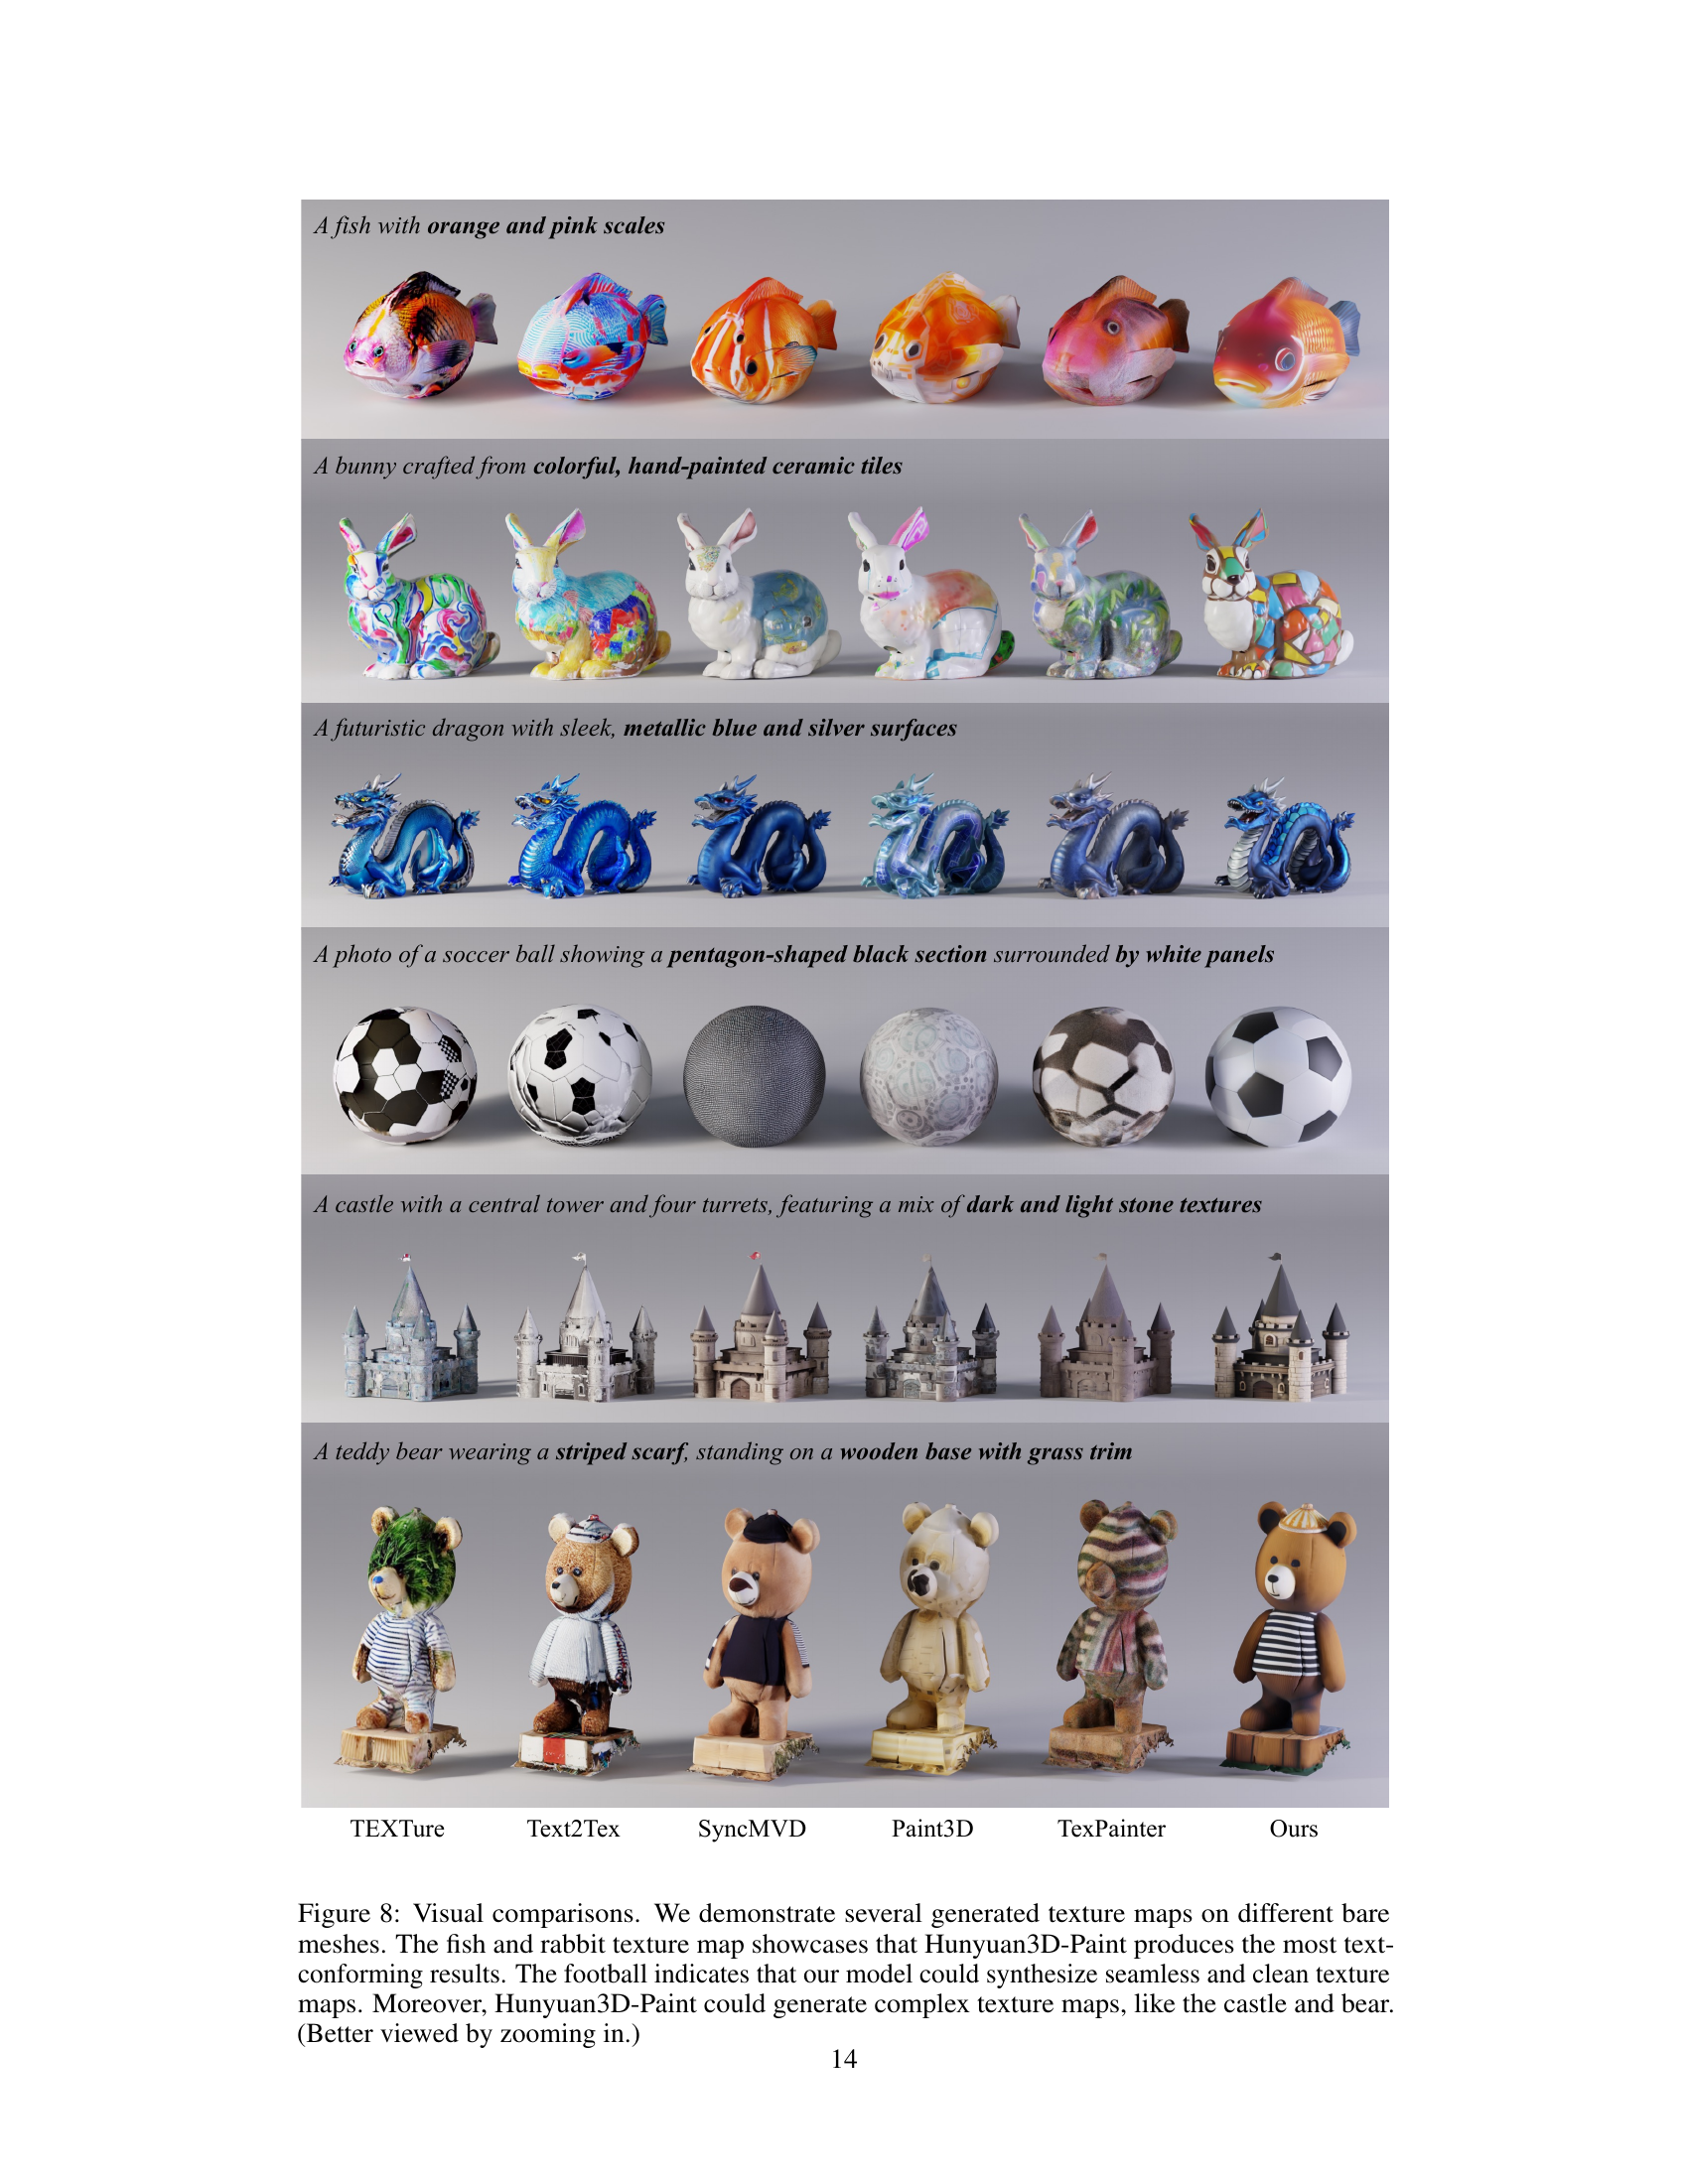 A fish with orange and pink scales
A bunny crafted from colorful, hand-painted ceramic tiles
A futuristic dragon with sleek, metallic blue and silver surfaces
A photo of a soccer ball showing a pentagon-shaped black section surrounded by white panels
A castle with a central tower and four turrets, featuring a mix of dark and light stone textures
A teddy bear wearing a striped scarf, standing on a wooden base with grass trim
TEXTure Text2Tex SyncMVD Paint3D TexPainter Ours
Figure 8: Visual comparisons. We demonstrate several generated texture maps on different bare
meshes. The fish and rabbit texture map showcases that Hunyuan3D-Paint produces the most text-
conforming results. The football indicates that our model could synthesize seamless and clean texture
maps. Moreover, Hunyuan3D-Paint could generate complex texture maps, like the castle and bear.
(Better viewed by zooming in.)
14